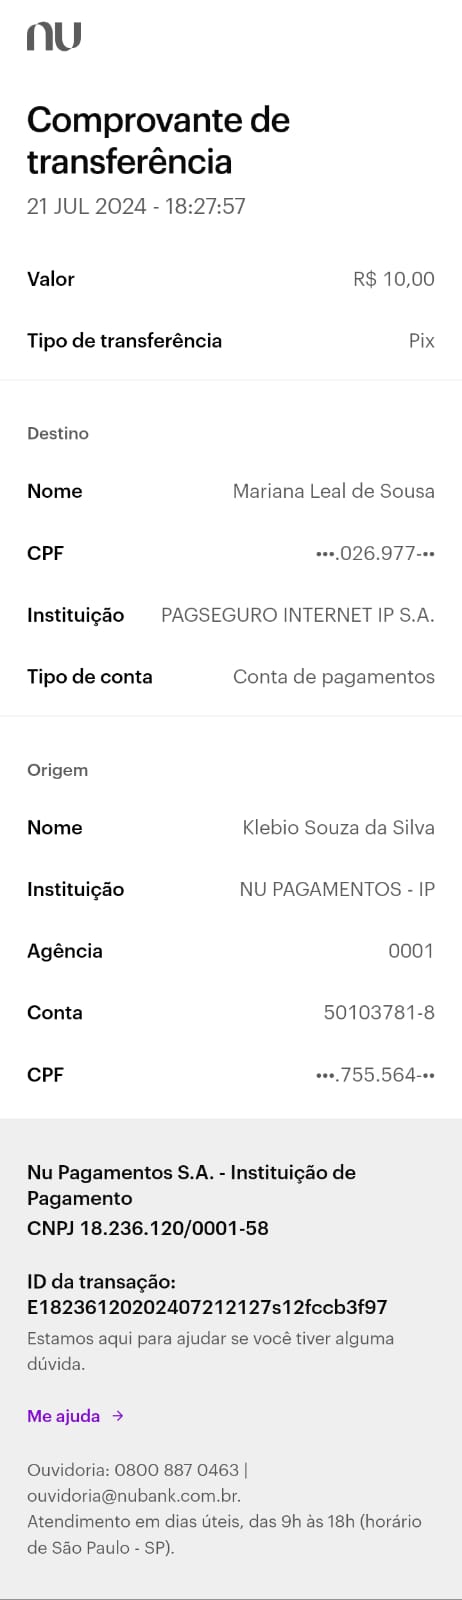 nu
Comprovante de
transferência
21 JUL 2024 - 18:27:57
Valor R$ 10,00
Tipo de transferência Pix
Destino
Nome Mariana Leal de Sousa
CPF •••.026.977-••
Instituição PAGSEGURO INTERNET IP S.A.
Tipo de conta Conta de pagamentos
Origem
Nome Klebio Souza da Silva
Instituição NU PAGAMENTOS - IP
Agência 0001
Conta 50103781-8
CPF •••.755.564-••
Nu Pagamentos S.A. - Instituição de
Pagamento
CNPJ 18.236.120/0001-58
ID da transação:
E18236120202407212127s12fccb3f97
Estamos aqui para ajudar se você tiver alguma
dúvida.
Me ajuda →
Ouvidoria: 0800 887 0463 |
ouvidoria@nubank.com.br.
Atendimento em dias úteis, das 9h às 18h (horário
de São Paulo - SP).